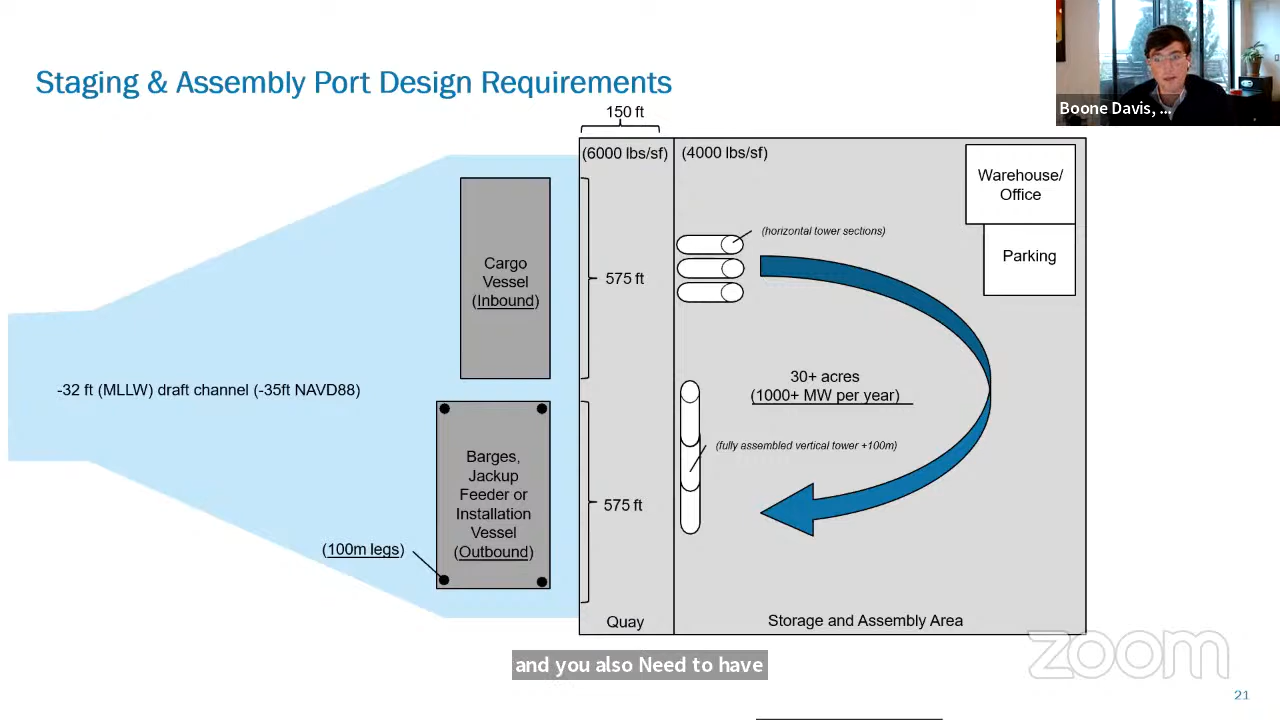 Staging & Assembly Port Design Requirements
Boone Davis, ...
150 ft
(6000 lbs/sf)
(4000 lbs/sf)
Warehouse/
Office
Parking
(horizontal tower sections)
Cargo
Vessel
(Inbound)
575 ft
-32 ft (MLLW) draft channel (-35ft NAVD88)
30+ acres
(1000+ MW per year)
(fully assembled vertical tower +100m)
Barges,
Jackup
Feeder or
Installation
Vessel
(Outbound)
575 ft
(100m legs)
Quay
Storage and Assembly Area
zoom
and you also Need to have
21